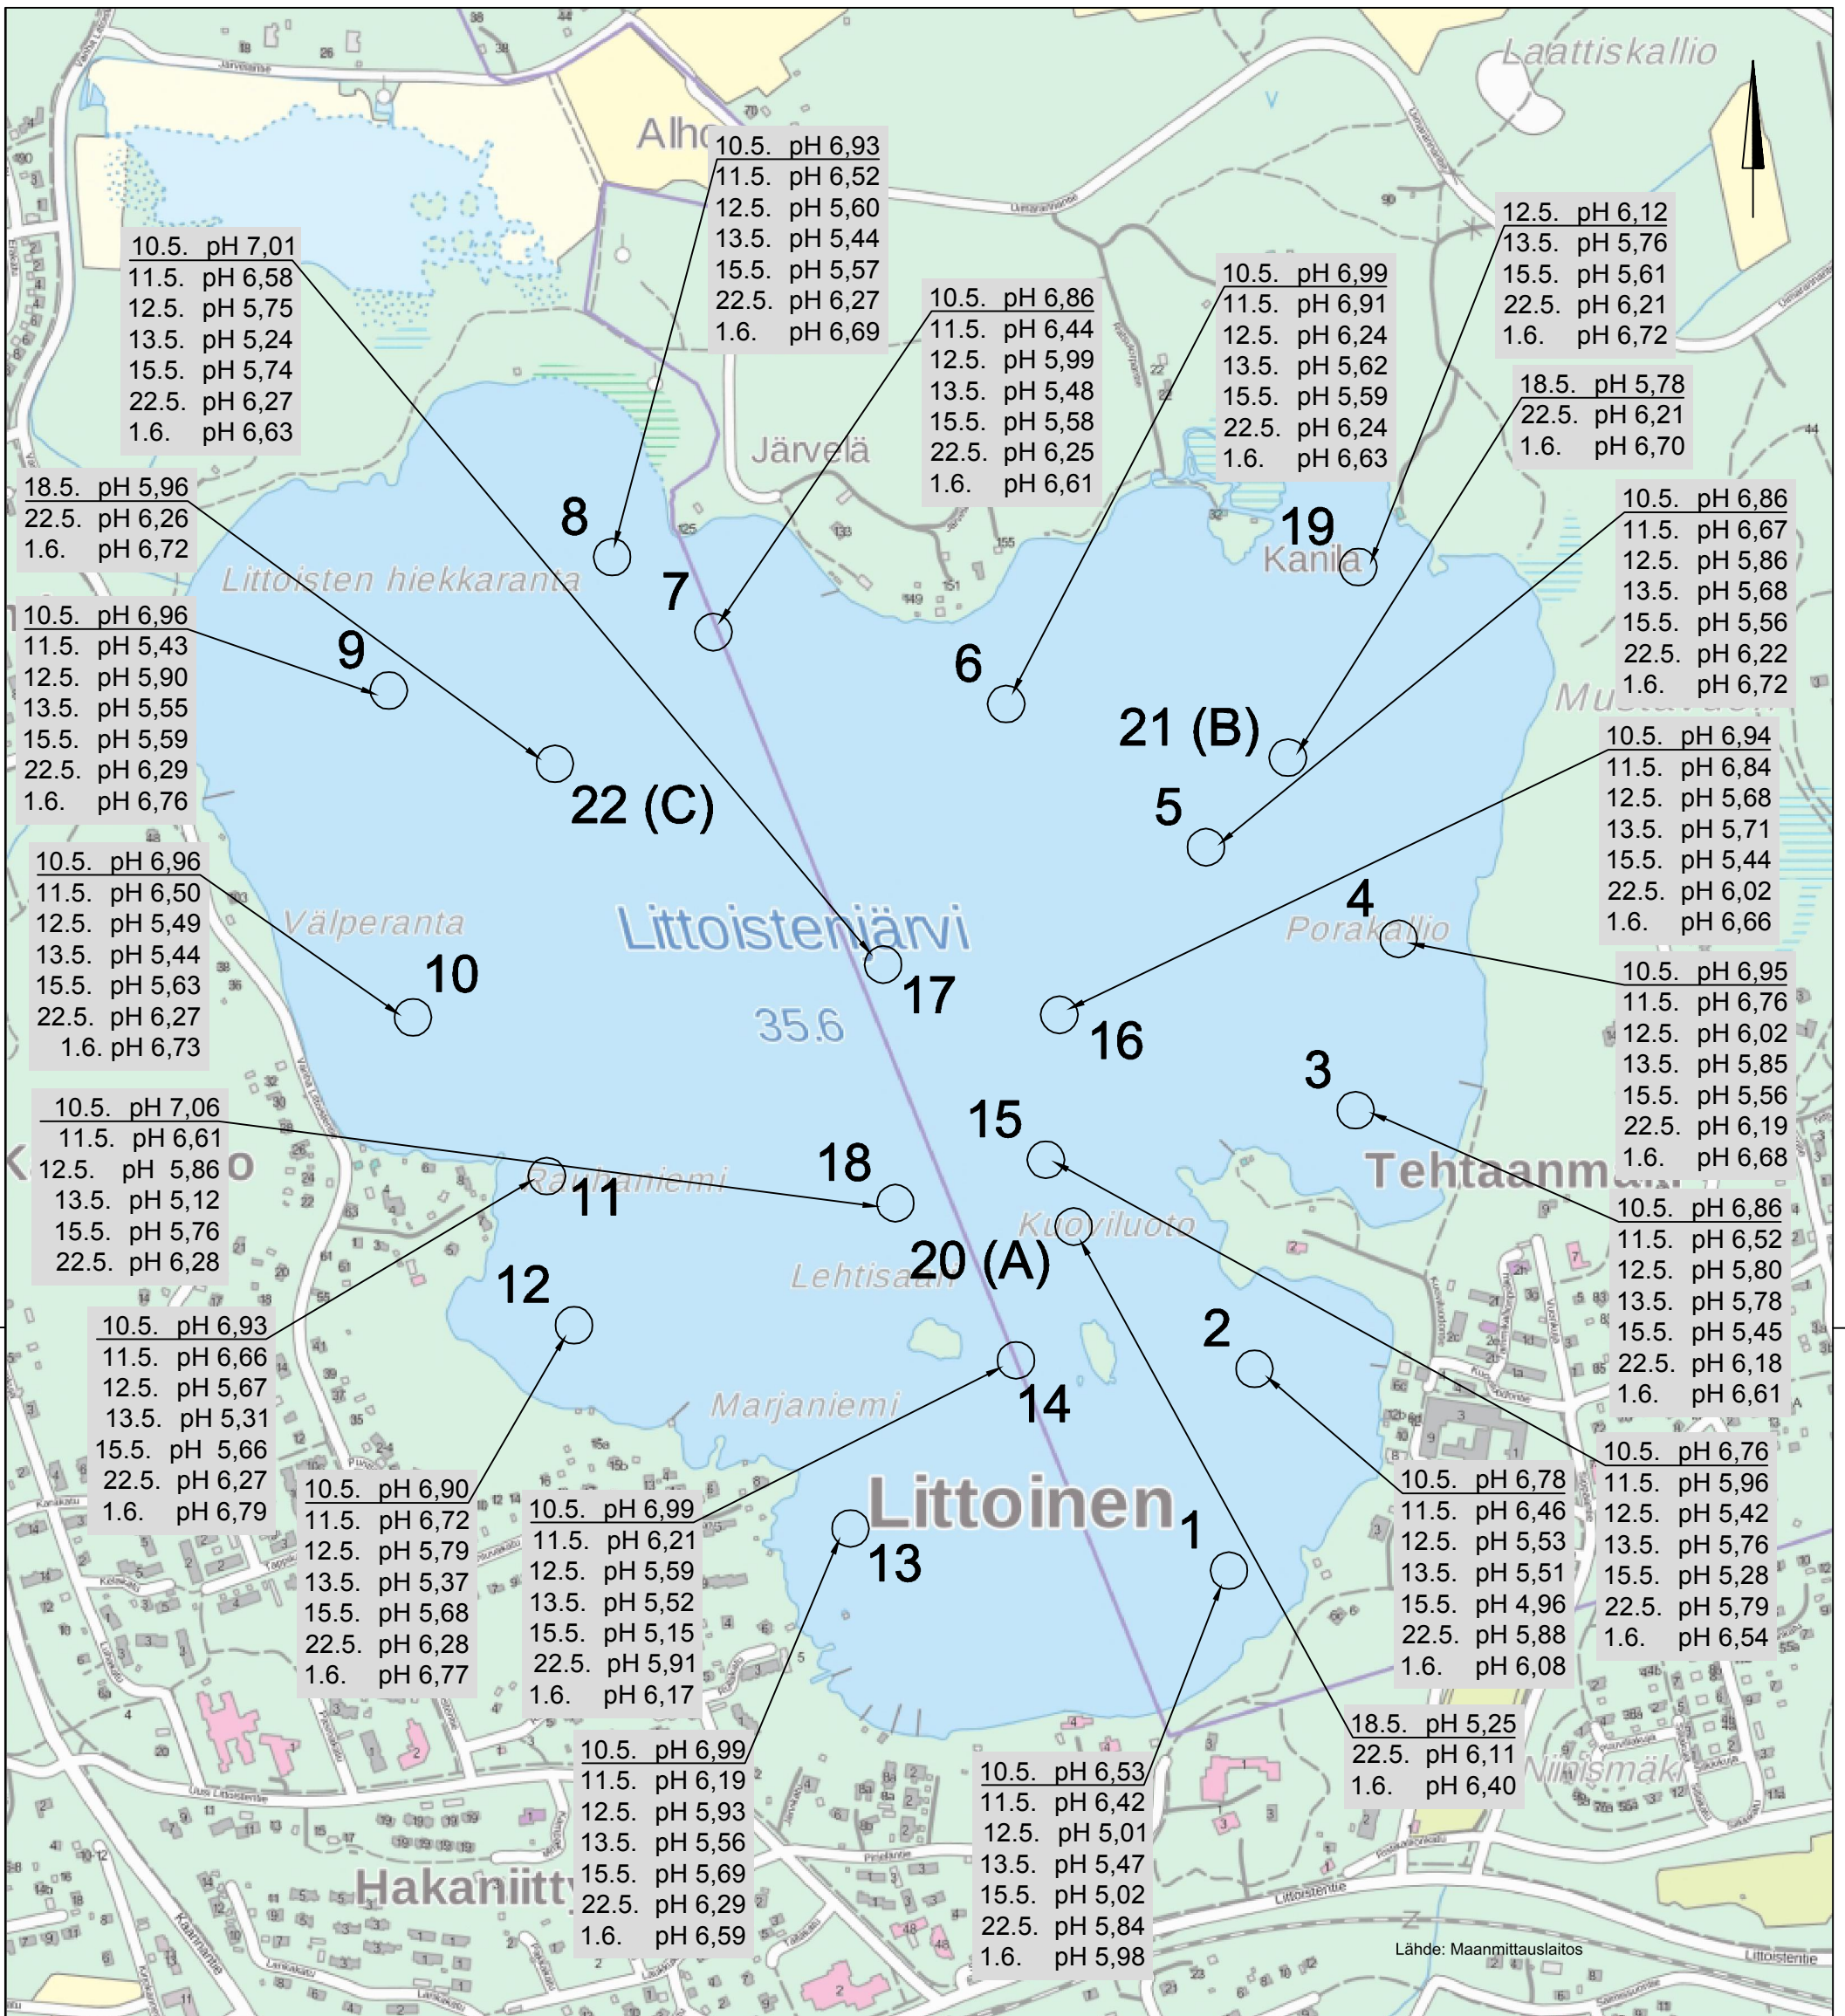 Laattiskallio
Alho
Järveläntie
Uimarannantie
10.5. pH 6,93
11.5. pH 6,52
12.5. pH 5,60
13.5. pH 5,44
15.5. pH 5,57
22.5. pH 6,27
1.6. pH 6,69
10.5. pH 7,01
11.5. pH 6,58
12.5. pH 5,75
13.5. pH 5,24
15.5. pH 5,74
22.5. pH 6,27
1.6. pH 6,63
10.5. pH 6,86
11.5. pH 6,44
12.5. pH 5,99
13.5. pH 5,48
15.5. pH 5,58
22.5. pH 6,25
1.6. pH 6,61
10.5. pH 6,99
11.5. pH 6,91
12.5. pH 6,24
13.5. pH 5,62
15.5. pH 5,59
22.5. pH 6,24
1.6. pH 6,63
12.5. pH 6,12
13.5. pH 5,76
15.5. pH 5,61
22.5. pH 6,21
1.6. pH 6,72
18.5. pH 5,78
22.5. pH 6,21
1.6. pH 6,70
Järvelä
18.5. pH 5,96
22.5. pH 6,26
1.6. pH 6,72
10.5. pH 6,86
11.5. pH 6,67
12.5. pH 5,86
13.5. pH 5,68
15.5. pH 5,56
22.5. pH 6,22
1.6. pH 6,72
8
19
Kanila
Littoisten hiekkaranta
7
10.5. pH 6,96
11.5. pH 5,43
12.5. pH 5,90
13.5. pH 5,55
15.5. pH 5,59
22.5. pH 6,29
1.6. pH 6,76
9
6
21 (B)
22 (C)
5
10.5. pH 6,94
11.5. pH 6,84
12.5. pH 5,68
13.5. pH 5,71
15.5. pH 5,44
22.5. pH 6,02
1.6. pH 6,66
10.5. pH 6,96
11.5. pH 6,50
12.5. pH 5,49
13.5. pH 5,44
15.5. pH 5,63
22.5. pH 6,27
1.6. pH 6,73
Välperanta
Littoistenjärvi
4
Porakallio
10
17
35.6
16
10.5. pH 6,95
11.5. pH 6,76
12.5. pH 6,02
13.5. pH 5,85
15.5. pH 5,56
22.5. pH 6,19
1.6. pH 6,68
3
15
10.5. pH 7,06
11.5. pH 6,61
12.5. pH 5,86
13.5. pH 5,12
15.5. pH 5,76
22.5. pH 6,28
Rauhaniemi
11
18
Kuoviluoto
20 (A)
Lehtisaari
10.5. pH 6,86
11.5. pH 6,52
12.5. pH 5,80
13.5. pH 5,78
15.5. pH 5,45
22.5. pH 6,18
1.6. pH 6,61
12
2
10.5. pH 6,93
11.5. pH 6,66
12.5. pH 5,67
13.5. pH 5,31
15.5. pH 5,66
22.5. pH 6,27
1.6. pH 6,79
Marjaniemi
14
10.5. pH 6,76
11.5. pH 5,96
12.5. pH 5,42
13.5. pH 5,76
15.5. pH 5,28
22.5. pH 5,79
1.6. pH 6,54
10.5. pH 6,78
11.5. pH 6,46
12.5. pH 5,53
13.5. pH 5,51
15.5. pH 4,96
22.5. pH 5,88
1.6. pH 6,08
10.5. pH 6,90
11.5. pH 6,72
12.5. pH 5,79
13.5. pH 5,37
15.5. pH 5,68
22.5. pH 6,28
1.6. pH 6,77
10.5. pH 6,99
11.5. pH 6,21
12.5. pH 5,59
13.5. pH 5,52
15.5. pH 5,15
22.5. pH 5,91
1.6. pH 6,17
Littoinen
13
1
18.5. pH 5,25
22.5. pH 6,11
1.6. pH 6,40
Niinismäki
10.5. pH 6,99
11.5. pH 6,19
12.5. pH 5,93
13.5. pH 5,56
15.5. pH 5,69
22.5. pH 6,29
1.6. pH 6,59
10.5. pH 6,53
11.5. pH 6,42
12.5. pH 5,01
13.5. pH 5,47
15.5. pH 5,02
22.5. pH 5,84
1.6. pH 5,98
Uusi Littoistentie
Littoistentie
Lähde: Maanmittauslaitos
Littoistentie